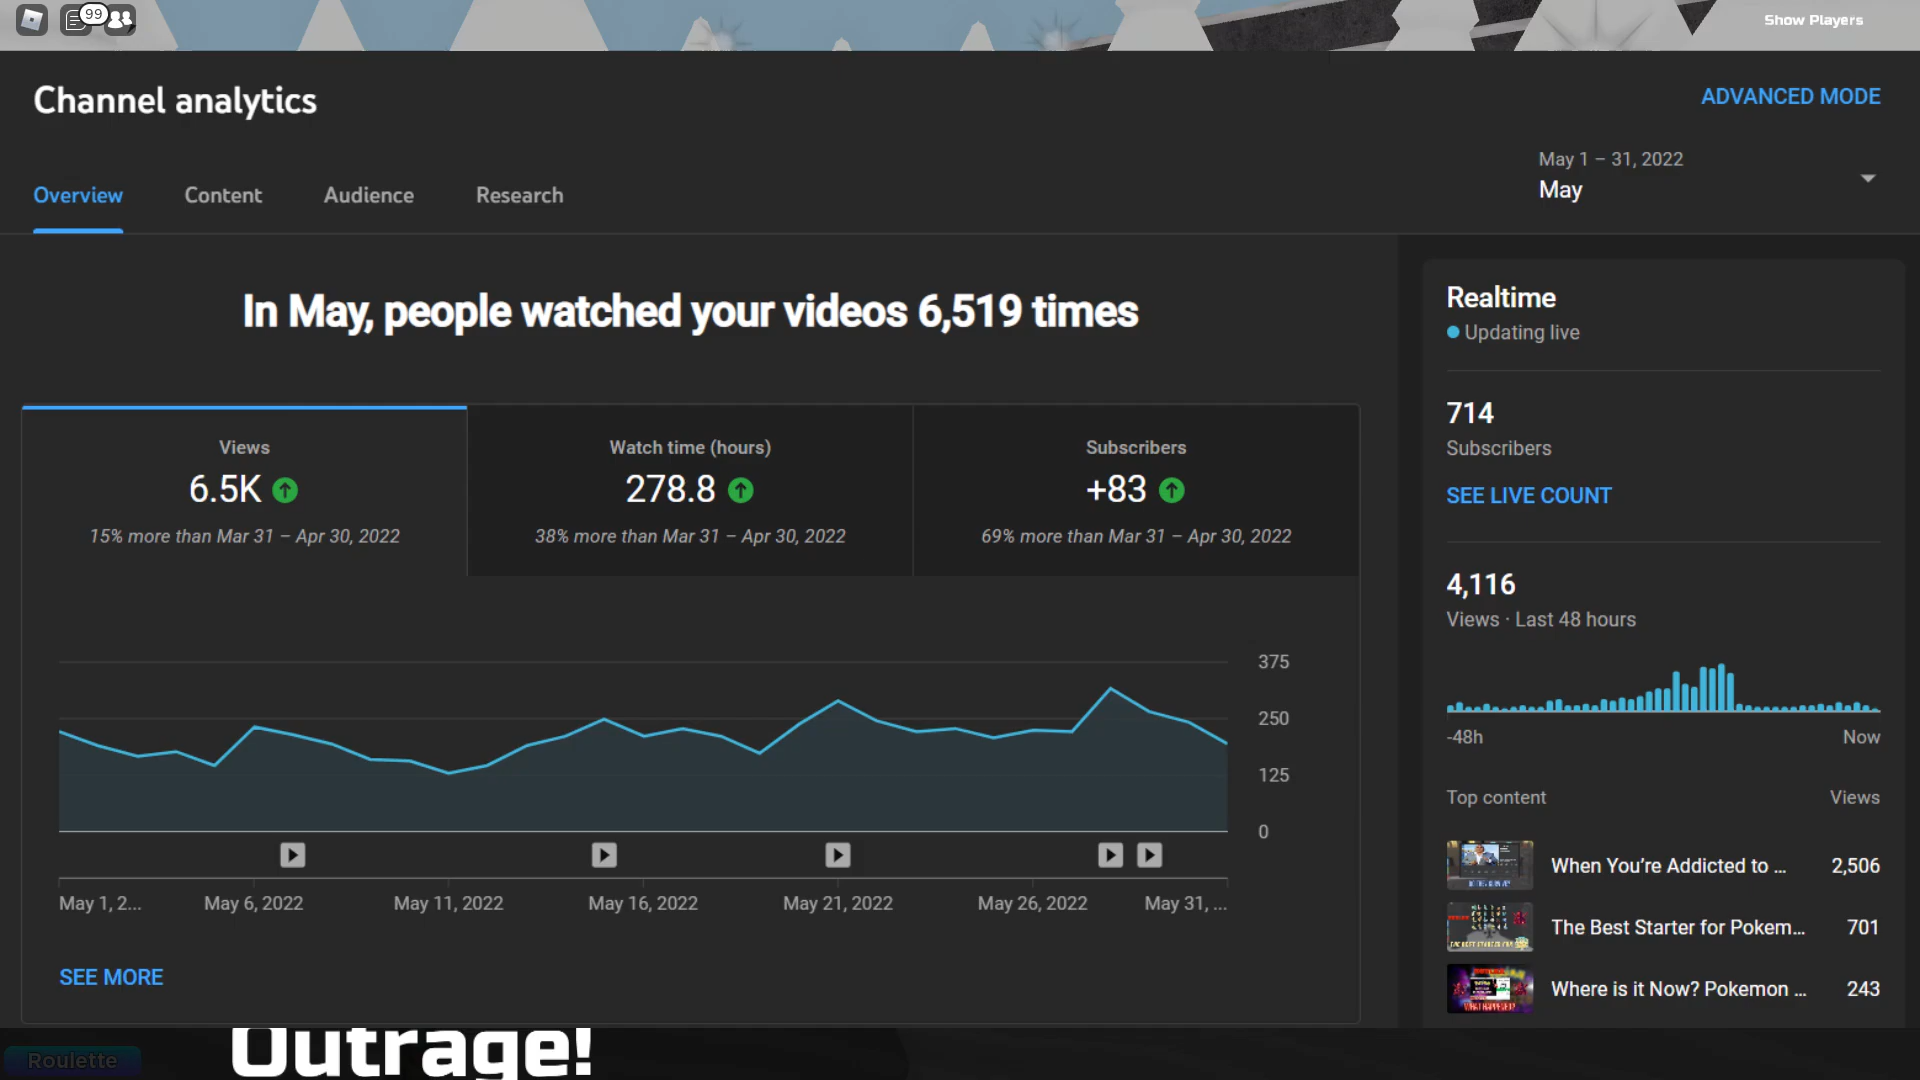 99
Show Players
Channel analytics
ADVANCED MODE
May 1 – 31, 2022
May
Overview
Content
Audience
Research
In May, people watched your videos 6,519 times
Views
6.5K
15% more than Mar 31 – Apr 30, 2022
Watch time (hours)
278.8
38% more than Mar 31 – Apr 30, 2022
Subscribers
+83
69% more than Mar 31 – Apr 30, 2022
375
250
125
0
May 1, 2...
May 6, 2022
May 11, 2022
May 16, 2022
May 21, 2022
May 26, 2022
May 31, ...
SEE MORE
Realtime
Updating live
714
Subscribers
SEE LIVE COUNT
4,116
Views · Last 48 hours
-48h
Now
Top content
Views
When You’re Addicted to ...
2,506
The Best Starter for Pokem...
701
Where is it Now? Pokemon ...
243
Roulette
Outrage!